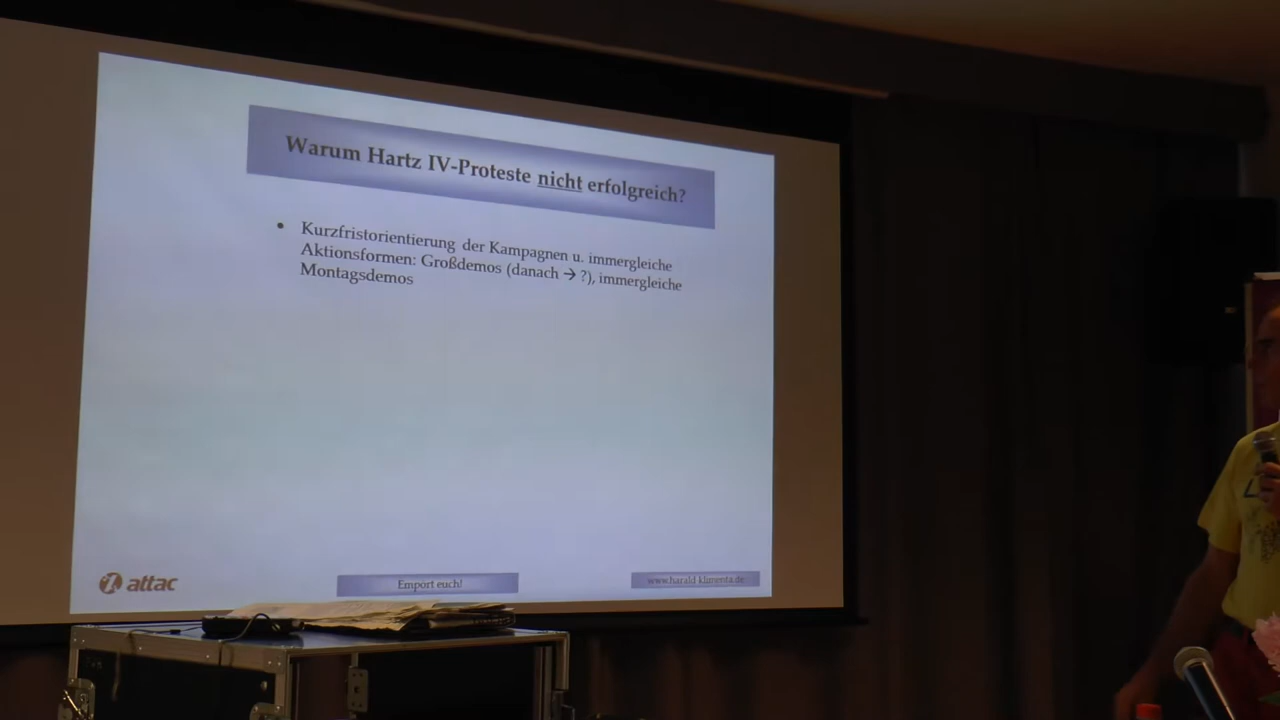 Warum Hartz IV-Proteste nicht erfolgreich?
• Kurzfristorientierung der Kampagnen u. immergleiche
Aktionsformen: Großdemos (danach → ?), immergleiche
Montagsdemos
attac
Empört euch!
www.harald-klimenta.de